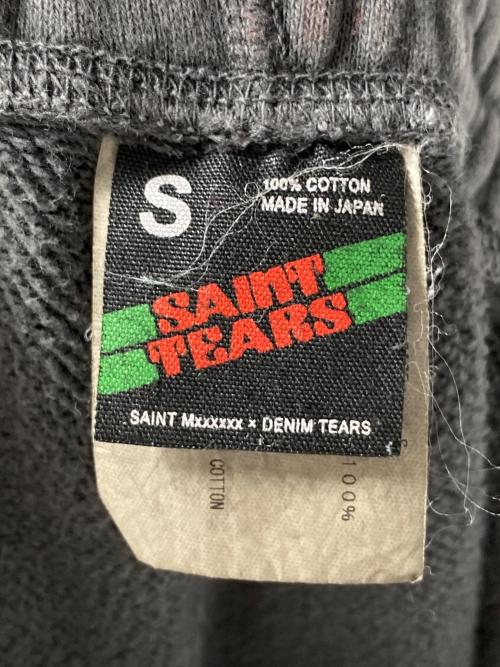 S
100% COTTON
MADE IN JAPAN
SAINT
TEARS
SAINT Mxxxxxx × DENIM TEARS
COTTON
100%